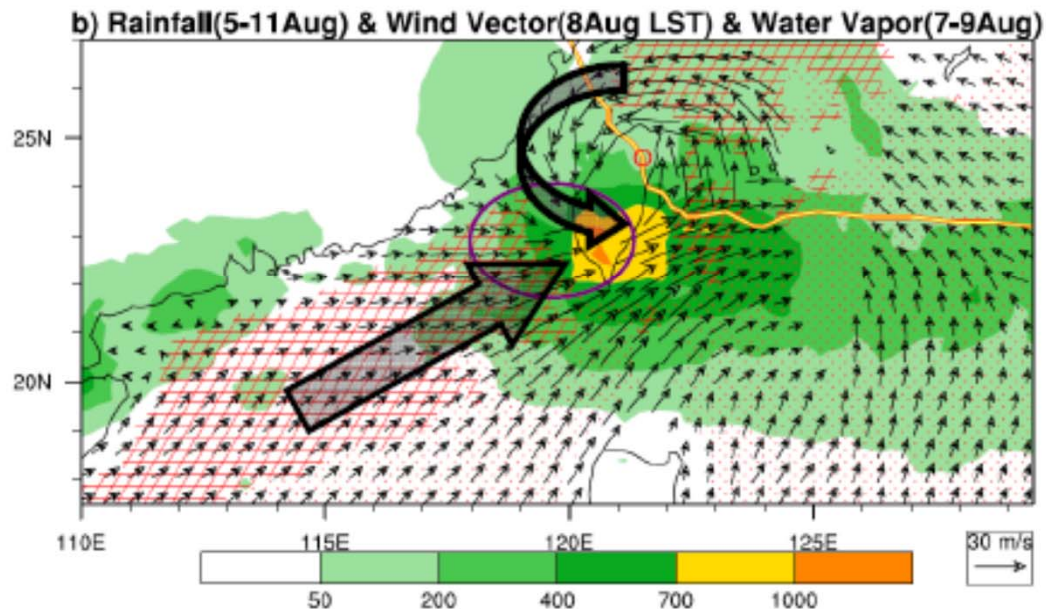 b) Rainfall(5-11Aug) & Wind Vector(8Aug LST) & Water Vapor(7-9Aug)
25N
20N
110E 115E 120E 125E
30 m/s
50 200 400 700 1000